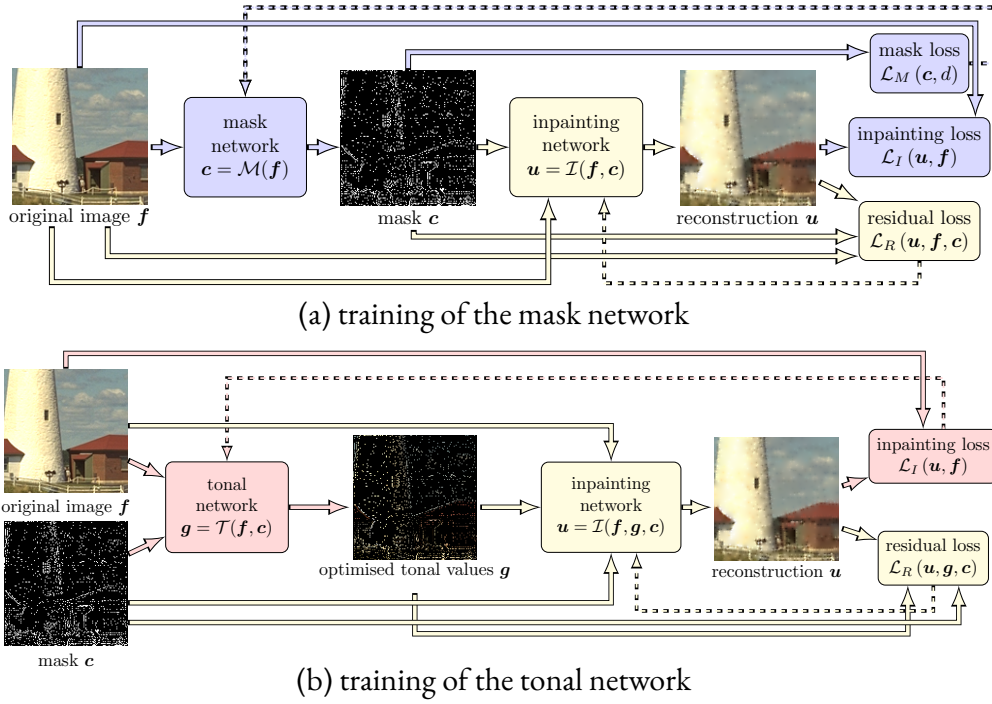 mask loss
ℒ_M (c, d)
mask
network
c = ℳ(f)
inpainting
network
u = ℐ(f, c)
inpainting loss
ℒ_I (u, f)
original image f
mask c
reconstruction u
residual loss
ℒ_R (u, f, c)
(a) training of the mask network
original image f
tonal
network
g = 𝒯(f, c)
optimised tonal values g
inpainting
network
u = ℐ(f, g, c)
reconstruction u
inpainting loss
ℒ_I (u, f)
residual loss
ℒ_R (u, g, c)
mask c
(b) training of the tonal network